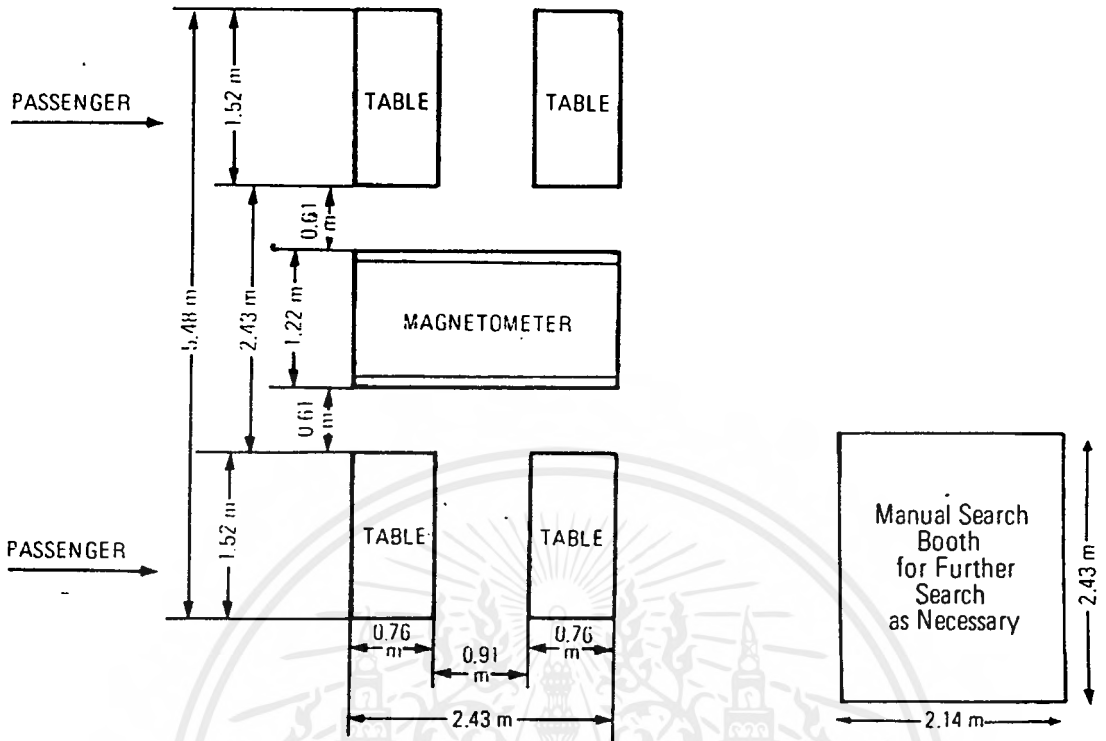 PASSENGER
5.48 m
1.52 m
TABLE
TABLE
2.43 m
0.61
m
1.22 m
MAGNETOMETER
0.61
m
PASSENGER
1.52 m
TABLE
TABLE
0.76
m
0.91
m
0.76
m
2.43 m
Manual Search
Booth
for Further
Search
as Necessary
2.43 m
2.14 m